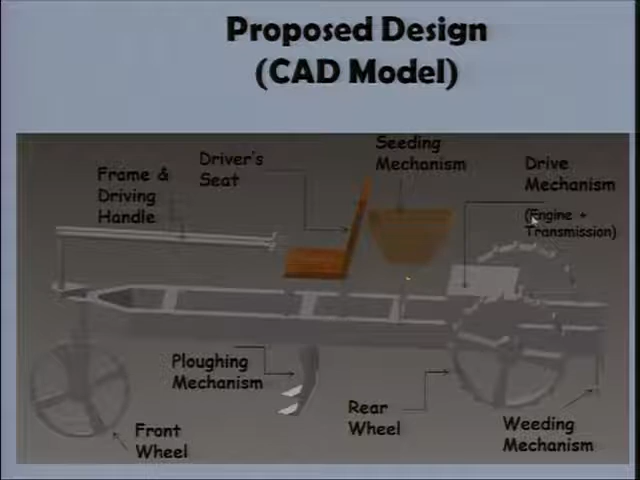 Proposed Design
(CAD Model)
Seeding
Mechanism
Driver's
Seat
Drive
Mechanism
(Engine +
Transmission)
Frame &
Driving
Handle
Ploughing
Mechanism
Rear
Wheel
Weeding
Mechanism
Front
Wheel